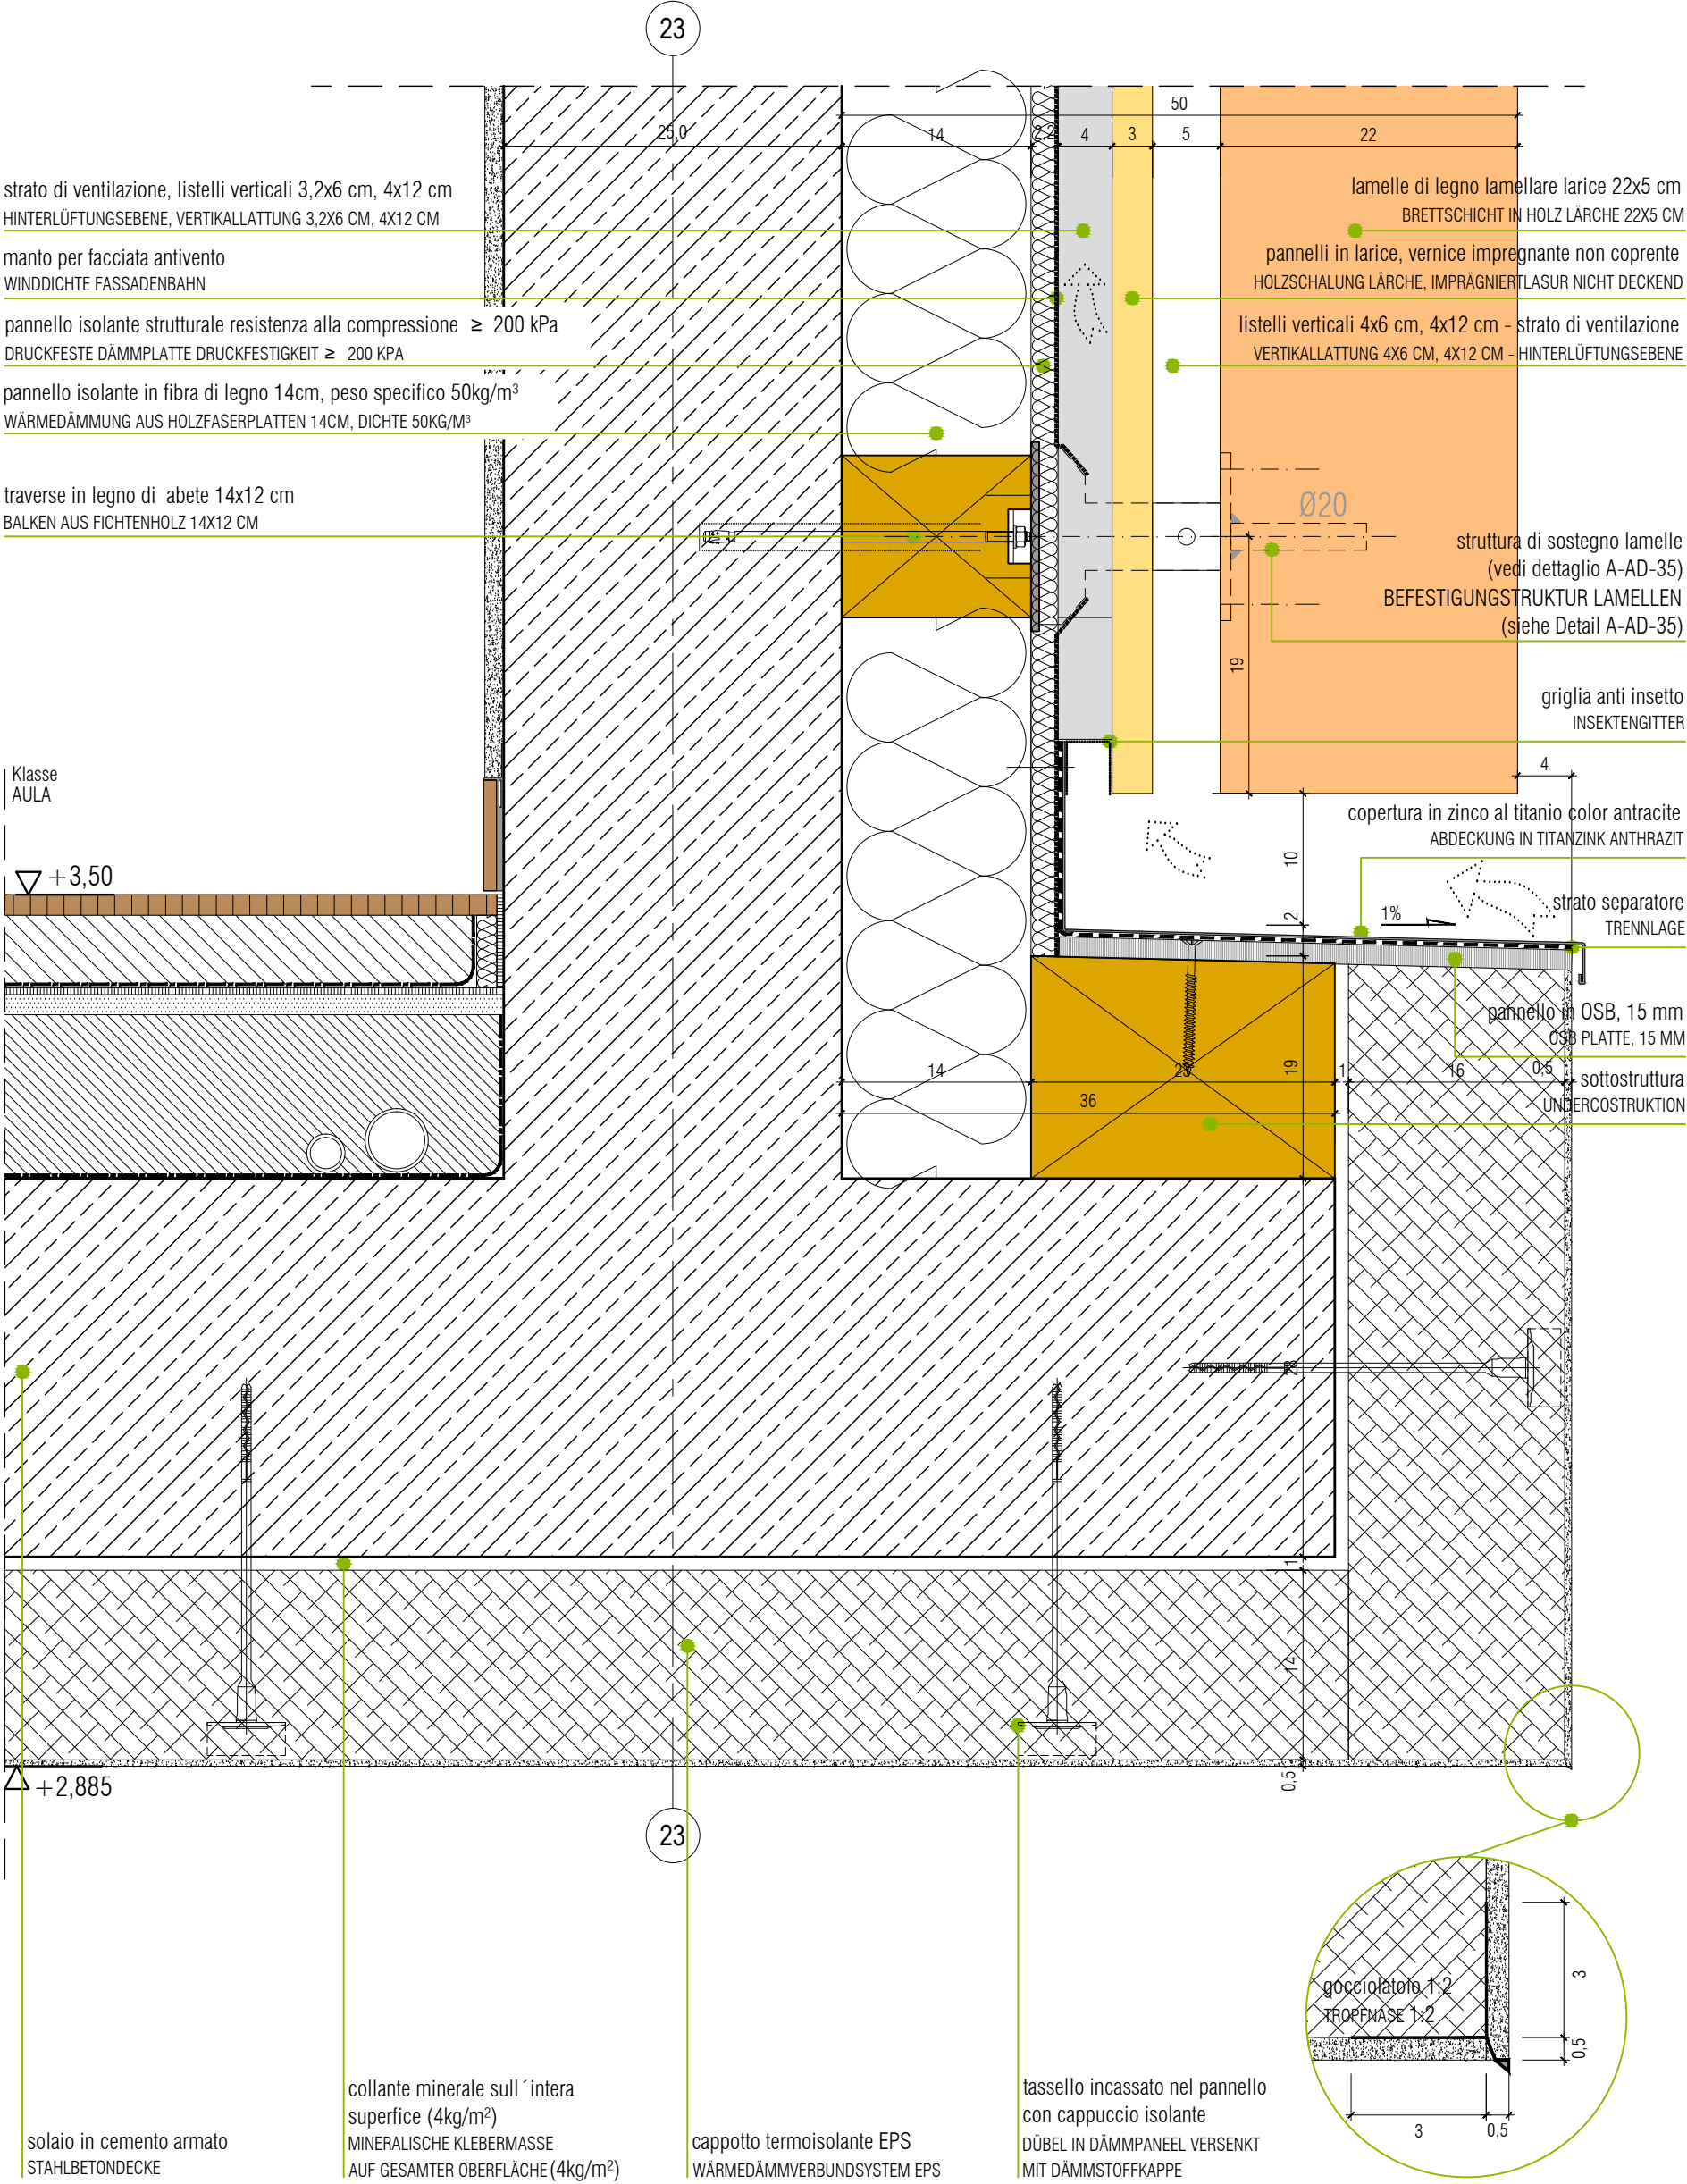 23
50
25,0
14
2,2
4
3
5
22
strato di ventilazione, listelli verticali 3,2x6 cm, 4x12 cm
HINTERLÜFTUNGSEBENE, VERTIKALLATTUNG 3,2X6 CM, 4X12 CM
manto per facciata antivento
WINDDICHTE FASSADENBAHN
pannello isolante strutturale resistenza alla compressione ≥ 200 kPa
DRUCKFESTE DÄMMPLATTE DRUCKFESTIGKEIT ≥ 200 KPA
pannello isolante in fibra di legno 14cm, peso specifico 50kg/m³
WÄRMEDÄMMUNG AUS HOLZFASERPLATTEN 14CM, DICHTE 50KG/M³
traverse in legno di abete 14x12 cm
BALKEN AUS FICHTENHOLZ 14X12 CM
lamelle di legno lamellare larice 22x5 cm
BRETTSCHICHT IN HOLZ LÄRCHE 22X5 CM
pannelli in larice, vernice impregnante non coprente
HOLZSCHALUNG LÄRCHE, IMPRÄGNIERTLASUR NICHT DECKEND
listelli verticali 4x6 cm, 4x12 cm - strato di ventilazione
VERTIKALLATTUNG 4X6 CM, 4X12 CM - HINTERLÜFTUNGSEBENE
Ø20
struttura di sostegno lamelle
(vedi dettaglio A-AD-35)
BEFESTIGUNGSTRUKTUR LAMELLEN
(siehe Detail A-AD-35)
19
griglia anti insetto
INSEKTENGITTER
4
Klasse
AULA
+3,50
copertura in zinco al titanio color antracite
ABDECKUNG IN TITANZINK ANTHRAZIT
10
2
1%
strato separatore
TRENNLAGE
pannello in OSB, 15 mm
OSB PLATTE, 15 MM
14
23
19
1
16
0,5
36
sottostruttura
UNDERCOSTRUKTION
28
1
14
0,5
+2,885
23
gocciolatoio 1:2
TROPFNASE 1:2
3
0,5
3
0,5
solaio in cemento armato
STAHLBETONDECKE
collante minerale sull´intera
superfice (4kg/m²)
MINERALISCHE KLEBERMASSE
AUF GESAMTER OBERFLÄCHE (4kg/m²)
cappotto termoisolante EPS
WÄRMEDÄMMVERBUNDSYSTEM EPS
tassello incassato nel pannello
con cappuccio isolante
DÜBEL IN DÄMMPANEEL VERSENKT
MIT DÄMMSTOFFKAPPE